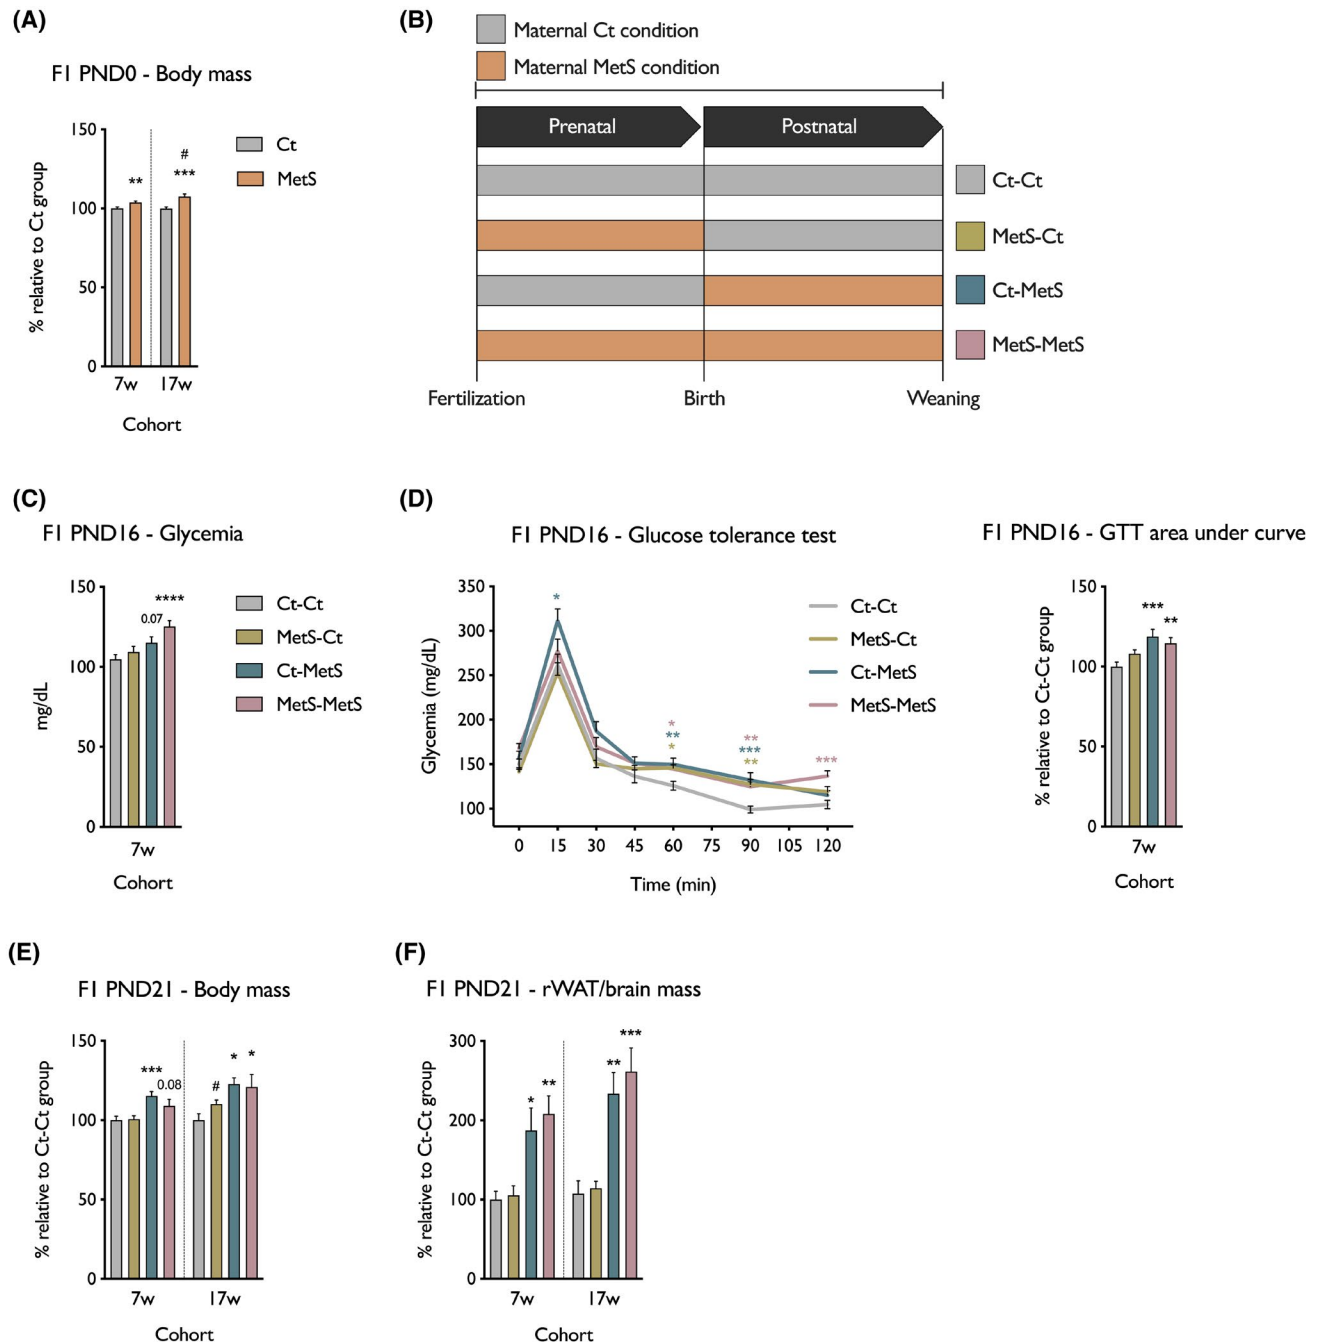 (A)
F1 PND0 - Body mass
% relative to Ct group
150
100
50
0
**
#
***
7w 17w
Cohort
Ct
MetS
(B)
Maternal Ct condition
Maternal MetS condition
Prenatal
Postnatal
Ct-Ct
MetS-Ct
Ct-MetS
MetS-MetS
Fertilization
Birth
Weaning
(C)
F1 PND16 - Glycemia
mg/dL
150
100
50
0
0.07
****
7w
Cohort
Ct-Ct
MetS-Ct
Ct-MetS
MetS-MetS
(D)
F1 PND16 - Glucose tolerance test
Glycemia (mg/dL)
350
300
250
200
150
100
*
*
**
*
**
***
**
***
0 15 30 45 60 75 90 105 120
Time (min)
Ct-Ct
MetS-Ct
Ct-MetS
MetS-MetS
F1 PND16 - GTT area under curve
% relative to Ct-Ct group
150
100
50
0
***
**
7w
Cohort
(E)
F1 PND21 - Body mass
% relative to Ct-Ct group
150
100
50
0
***
0.08
#
*
*
7w 17w
Cohort
(F)
F1 PND21 - rWAT/brain mass
% relative to Ct-Ct group
300
200
100
0
*
**
**
***
7w 17w
Cohort